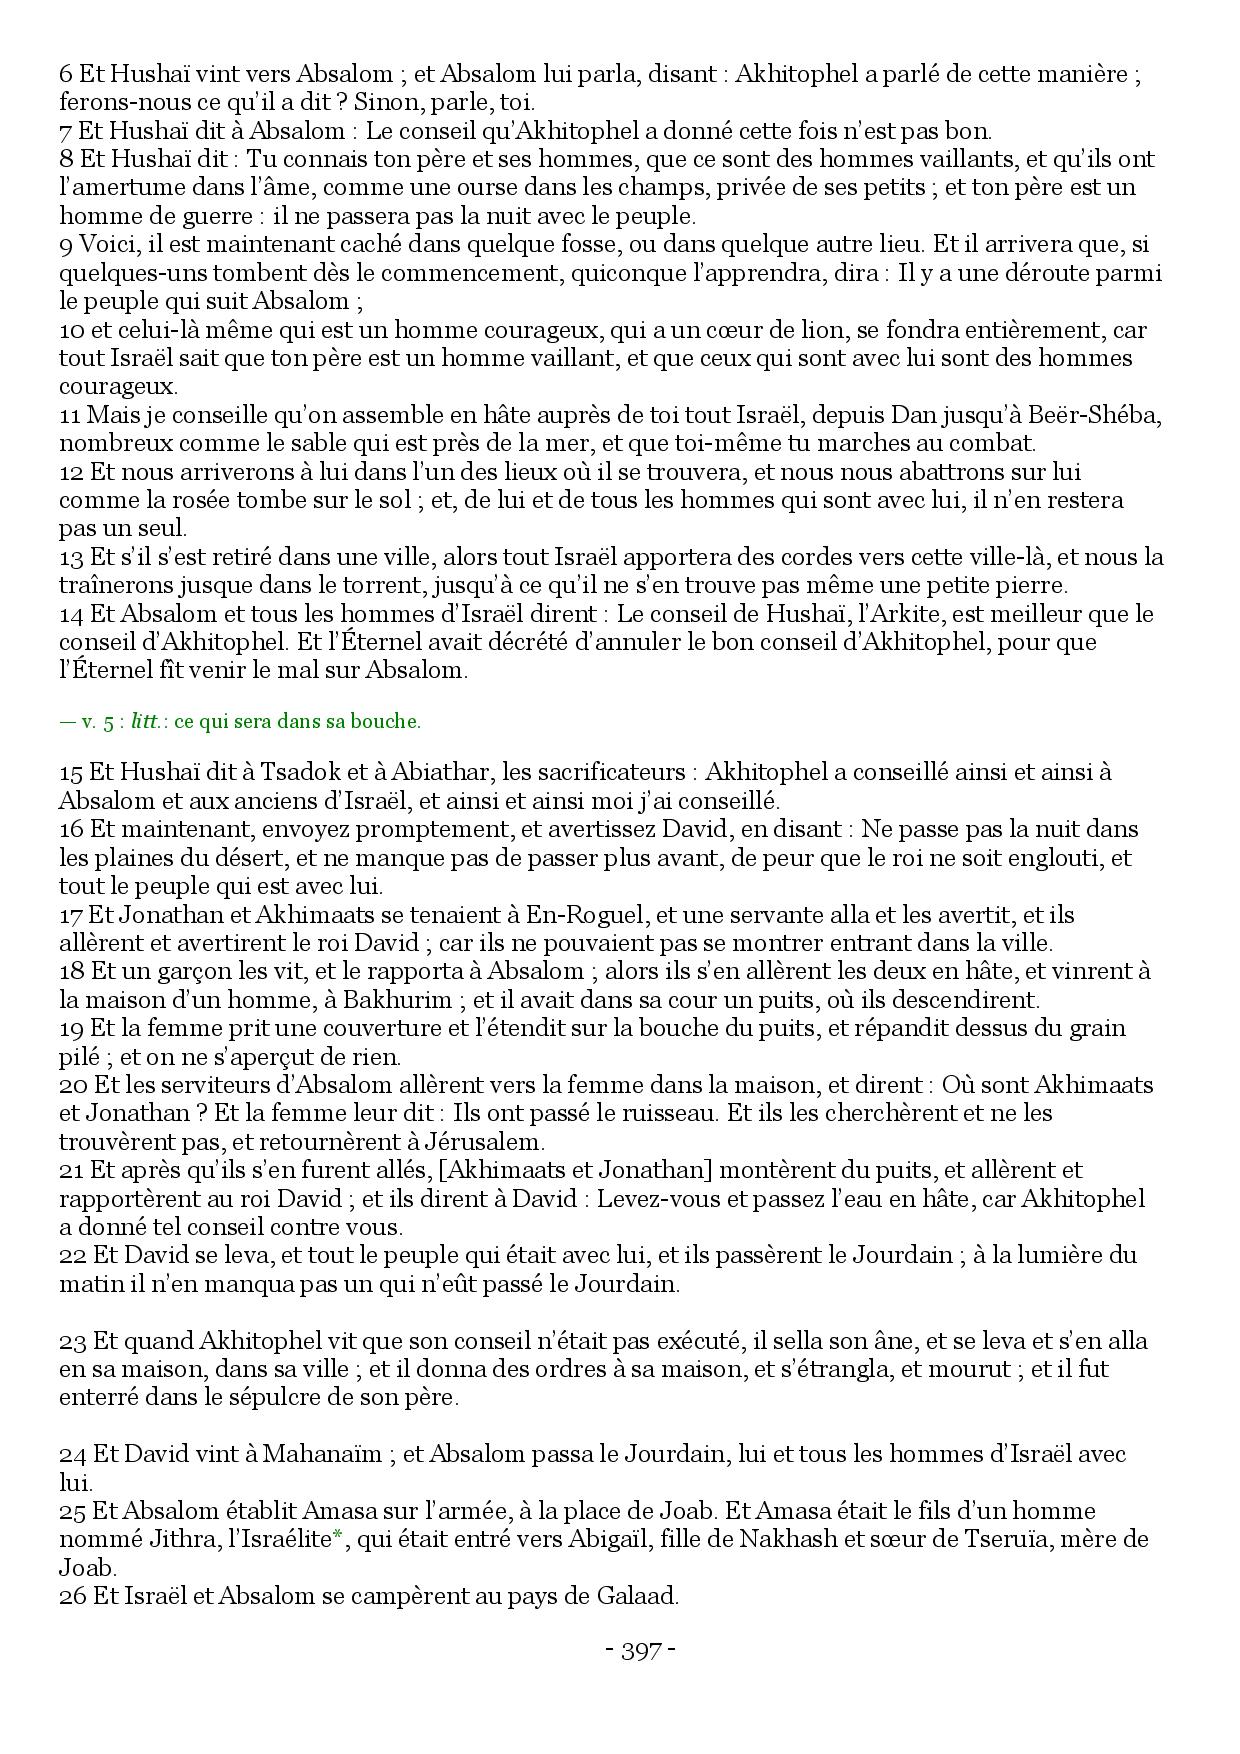 6 Et Hushaï vint vers Absalom ; et Absalom lui parla, disant : Akhitophel a parlé de cette manière ;
ferons-nous ce qu’il a dit ? Sinon, parle, toi.
7 Et Hushaï dit à Absalom : Le conseil qu’Akhitophel a donné cette fois n’est pas bon.
8 Et Hushaï dit : Tu connais ton père et ses hommes, que ce sont des hommes vaillants, et qu’ils ont
l’amertume dans l’âme, comme une ourse dans les champs, privée de ses petits ; et ton père est un
homme de guerre : il ne passera pas la nuit avec le peuple.
9 Voici, il est maintenant caché dans quelque fosse, ou dans quelque autre lieu. Et il arrivera que, si
quelques-uns tombent dès le commencement, quiconque l’apprendra, dira : Il y a une déroute parmi
le peuple qui suit Absalom ;
10 et celui-là même qui est un homme courageux, qui a un cœur de lion, se fondra entièrement, car
tout Israël sait que ton père est un homme vaillant, et que ceux qui sont avec lui sont des hommes
courageux.
11 Mais je conseille qu’on assemble en hâte auprès de toi tout Israël, depuis Dan jusqu’à Beër-Shéba,
nombreux comme le sable qui est près de la mer, et que toi-même tu marches au combat.
12 Et nous arriverons à lui dans l’un des lieux où il se trouvera, et nous nous abattrons sur lui
comme la rosée tombe sur le sol ; et, de lui et de tous les hommes qui sont avec lui, il n’en restera
pas un seul.
13 Et s’il s’est retiré dans une ville, alors tout Israël apportera des cordes vers cette ville-là, et nous la
traînerons jusque dans le torrent, jusqu’à ce qu’il ne s’en trouve pas même une petite pierre.
14 Et Absalom et tous les hommes d’Israël dirent : Le conseil de Hushaï, l’Arkite, est meilleur que le
conseil d’Akhitophel. Et l’Éternel avait décrété d’annuler le bon conseil d’Akhitophel, pour que
l’Éternel fît venir le mal sur Absalom.
— v. 5 : litt. : ce qui sera dans sa bouche.
15 Et Hushaï dit à Tsadok et à Abiathar, les sacrificateurs : Akhitophel a conseillé ainsi et ainsi à
Absalom et aux anciens d’Israël, et ainsi et ainsi moi j’ai conseillé.
16 Et maintenant, envoyez promptement, et avertissez David, en disant : Ne passe pas la nuit dans
les plaines du désert, et ne manque pas de passer plus avant, de peur que le roi ne soit englouti, et
tout le peuple qui est avec lui.
17 Et Jonathan et Akhimaats se tenaient à En-Roguel, et une servante alla et les avertit, et ils
allèrent et avertirent le roi David ; car ils ne pouvaient pas se montrer entrant dans la ville.
18 Et un garçon les vit, et le rapporta à Absalom ; alors ils s’en allèrent les deux en hâte, et vinrent à
la maison d’un homme, à Bakhurim ; et il avait dans sa cour un puits, où ils descendirent.
19 Et la femme prit une couverture et l’étendit sur la bouche du puits, et répandit dessus du grain
pilé ; et on ne s’aperçut de rien.
20 Et les serviteurs d’Absalom allèrent vers la femme dans la maison, et dirent : Où sont Akhimaats
et Jonathan ? Et la femme leur dit : Ils ont passé le ruisseau. Et ils les cherchèrent et ne les
trouvèrent pas, et retournèrent à Jérusalem.
21 Et après qu’ils s’en furent allés, [Akhimaats et Jonathan] montèrent du puits, et allèrent et
rapportèrent au roi David ; et ils dirent à David : Levez-vous et passez l’eau en hâte, car Akhitophel
a donné tel conseil contre vous.
22 Et David se leva, et tout le peuple qui était avec lui, et ils passèrent le Jourdain ; à la lumière du
matin il n’en manqua pas un qui n’eût passé le Jourdain.
23 Et quand Akhitophel vit que son conseil n’était pas exécuté, il sella son âne, et se leva et s’en alla
en sa maison, dans sa ville ; et il donna des ordres à sa maison, et s’étrangla, et mourut ; et il fut
enterré dans le sépulcre de son père.
24 Et David vint à Mahanaïm ; et Absalom passa le Jourdain, lui et tous les hommes d’Israël avec
lui.
25 Et Absalom établit Amasa sur l’armée, à la place de Joab. Et Amasa était le fils d’un homme
nommé Jithra, l’Israélite*, qui était entré vers Abigaïl, fille de Nakhash et sœur de Tseruïa, mère de
Joab.
26 Et Israël et Absalom se campèrent au pays de Galaad.
- 397 -